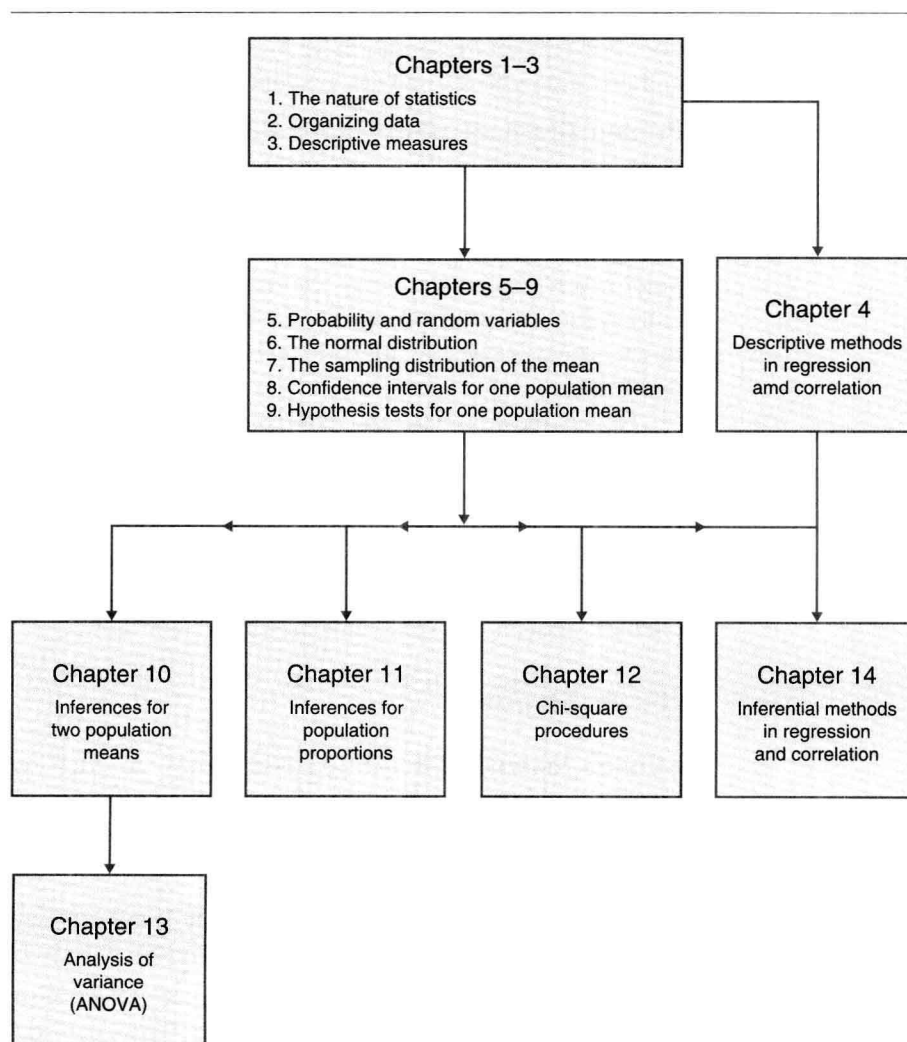 Chapters 1–3
1. The nature of statistics
2. Organizing data
3. Descriptive measures
Chapters 5–9
5. Probability and random variables
6. The normal distribution
7. The sampling distribution of the mean
8. Confidence intervals for one population mean
9. Hypothesis tests for one population mean
Chapter 4
Descriptive methods
in regression
amd correlation
Chapter 10
Inferences for
two population
means
Chapter 11
Inferences for
population
proportions
Chapter 12
Chi-square
procedures
Chapter 14
Inferential methods
in regression
and correlation
Chapter 13
Analysis of
variance
(ANOVA)